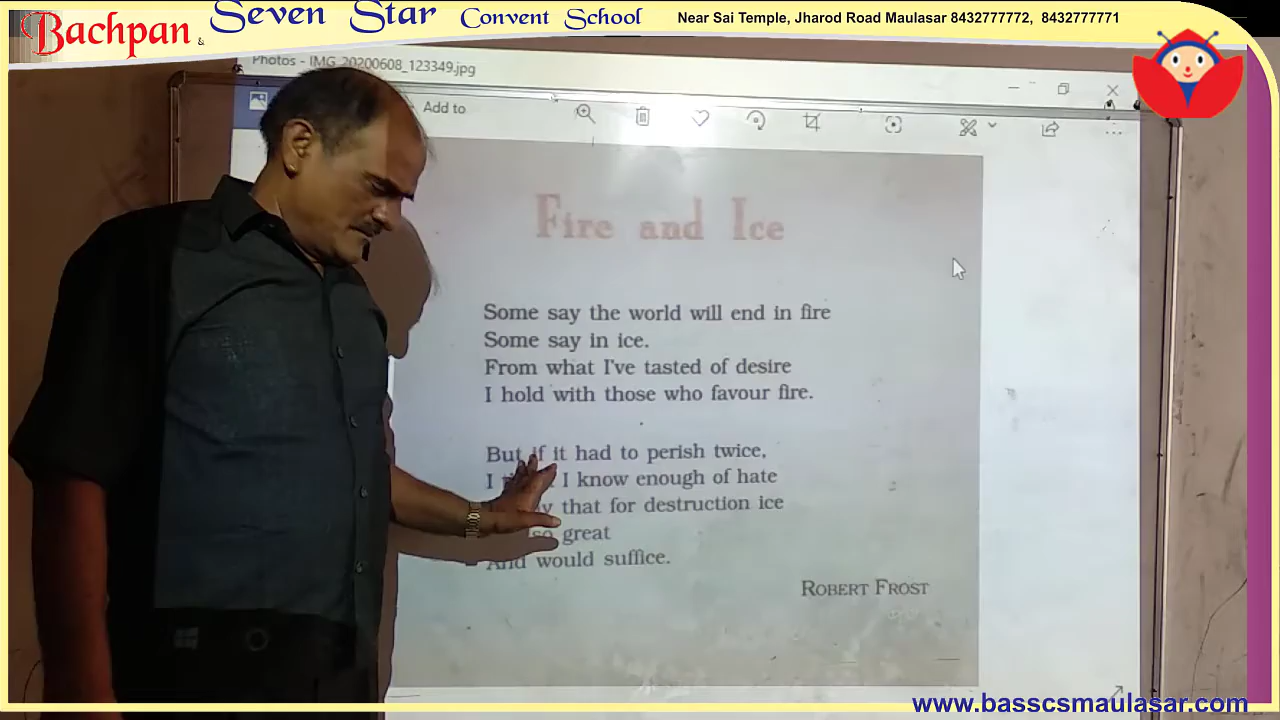 Bachpan & Seven Star Convent School Near Sai Temple, Jharod Road Maulasar 8432777772, 8432777771
Photos - IMG_20200608_123349.jpg
Add to
Fire and Ice
Some say the world will end in fire
Some say in ice.
From what I've tasted of desire
I hold with those who favour fire.
But if it had to perish twice,
I I know enough of hate
that for destruction ice
so great
And would suffice.
ROBERT FROST
www.basscsmaulasar.com